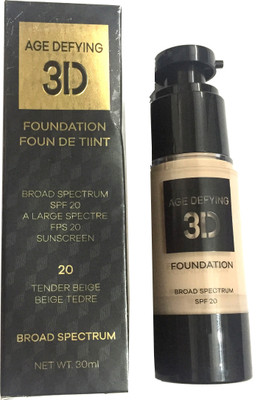 AGE DEFYING
3D
FOUNDATION
FOUN DE TIINT
BROAD SPECTRUM
SPF 20
A LARGE SPECTRE
FPS 20
SUNSCREEN
20
TENDER BEIGE
BEIGE TEDRE
BROAD SPECTRUM
NET WT. 30ml
AGE DEFYING
3D
FOUNDATION
BROAD SPECTRUM
SPF 20